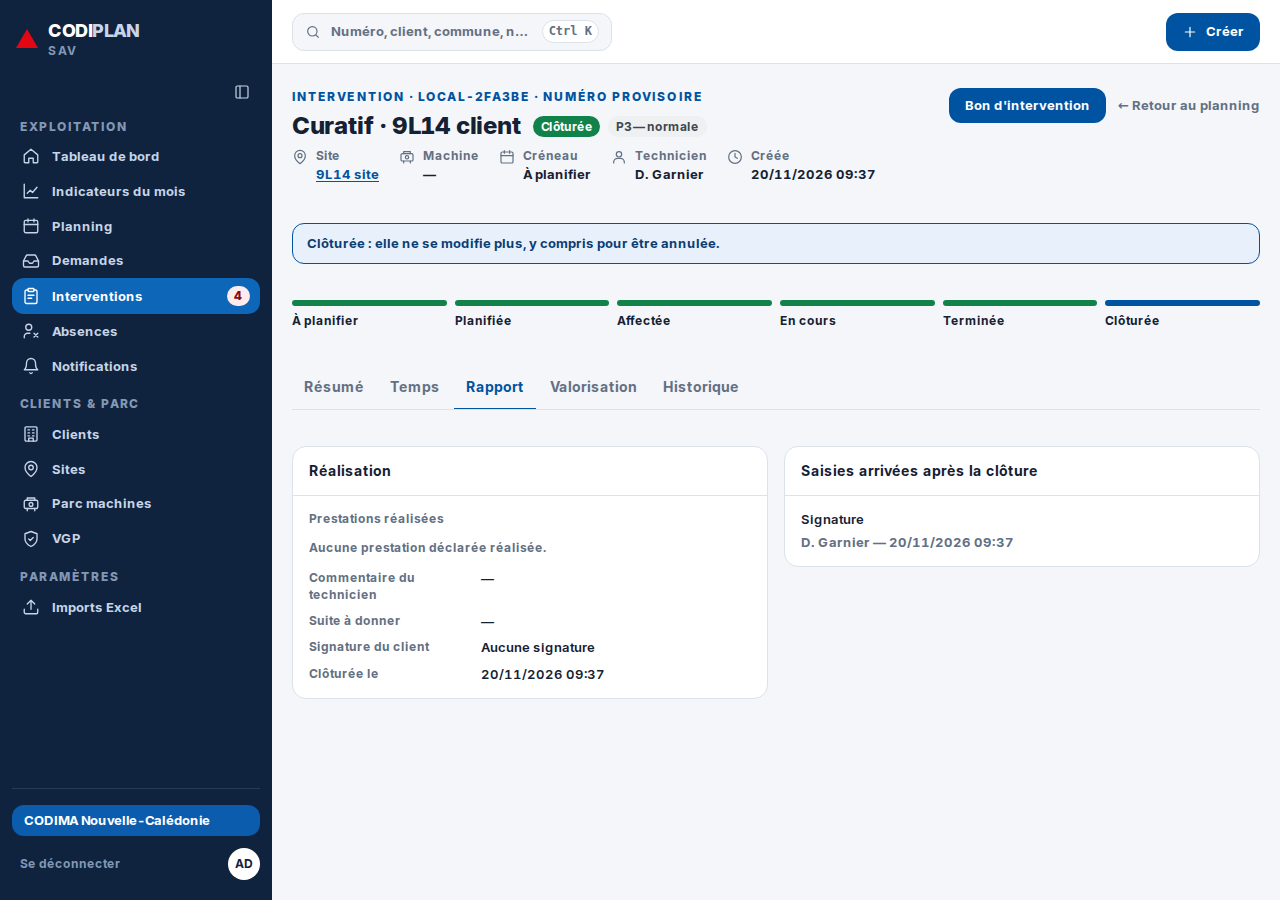 CODIPLAN
SAV
EXPLOITATION
Tableau de bord
Indicateurs du mois
Planning
Demandes
Interventions 4
Absences
Notifications
CLIENTS & PARC
Clients
Sites
Parc machines
VGP
PARAMÈTRES
Imports Excel
CODIMA Nouvelle-Calédonie
Se déconnecter AD
Numéro, client, commune, n… Ctrl K
Créer
INTERVENTION · LOCAL-2FA3BE · NUMÉRO PROVISOIRE
Curatif · 9L14 client Clôturée P3 — normale
Bon d'intervention ← Retour au planning
Site Machine Créneau Technicien Créée
9L14 site — À planifier D. Garnier 20/11/2026 09:37
Clôturée : elle ne se modifie plus, y compris pour être annulée.
À planifier Planifiée Affectée En cours Terminée Clôturée
Résumé Temps Rapport Valorisation Historique
Réalisation
Prestations réalisées
Aucune prestation déclarée réalisée.
Commentaire du technicien —
Suite à donner —
Signature du client Aucune signature
Clôturée le 20/11/2026 09:37
Saisies arrivées après la clôture
Signature
D. Garnier — 20/11/2026 09:37